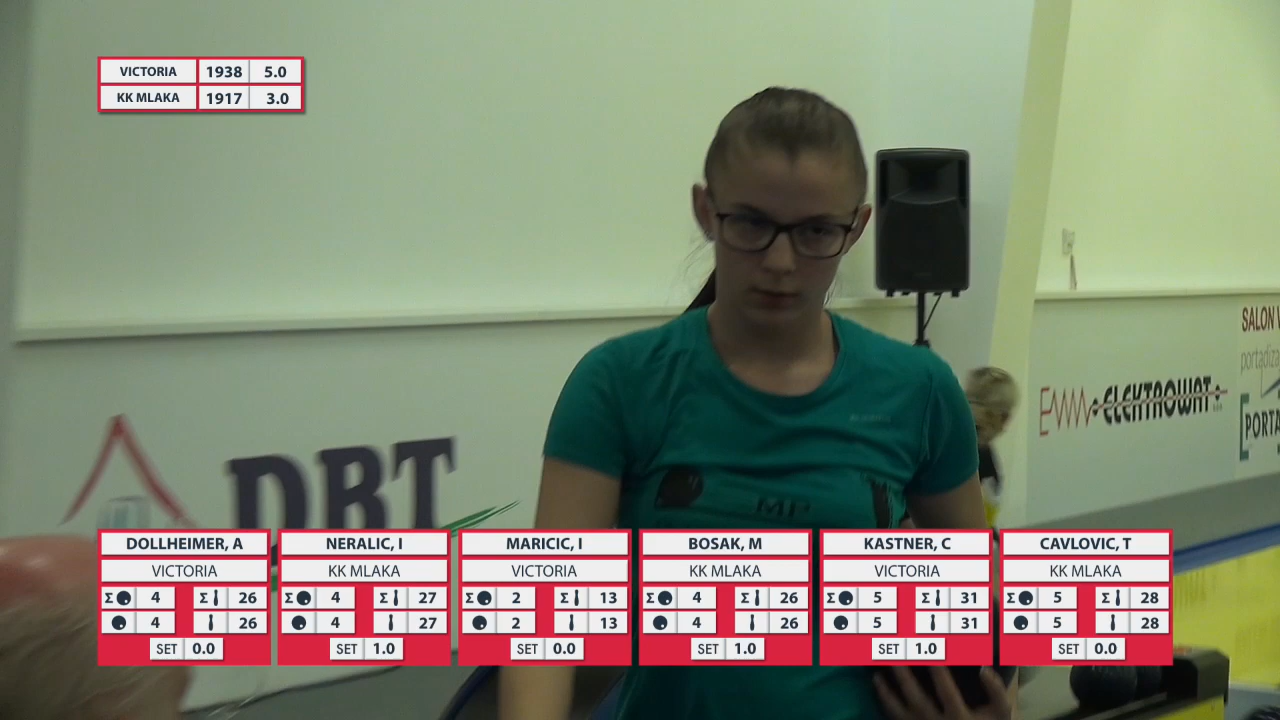 VICTORIA 1938 5.0
KK MLAKA 1917 3.0
SALON
ELEKTROWAT
DBT
MP
DOLLHEIMER, A
VICTORIA
Σ 4 Σ 26
4 26
SET 0.0
NERALIC, I
KK MLAKA
Σ 4 Σ 27
4 27
SET 1.0
MARICIC, I
VICTORIA
Σ 2 Σ 13
2 13
SET 0.0
BOSAK, M
KK MLAKA
Σ 4 Σ 26
4 26
SET 1.0
KASTNER, C
VICTORIA
Σ 5 Σ 31
5 31
SET 1.0
CAVLOVIC, T
KK MLAKA
Σ 5 Σ 28
5 28
SET 0.0